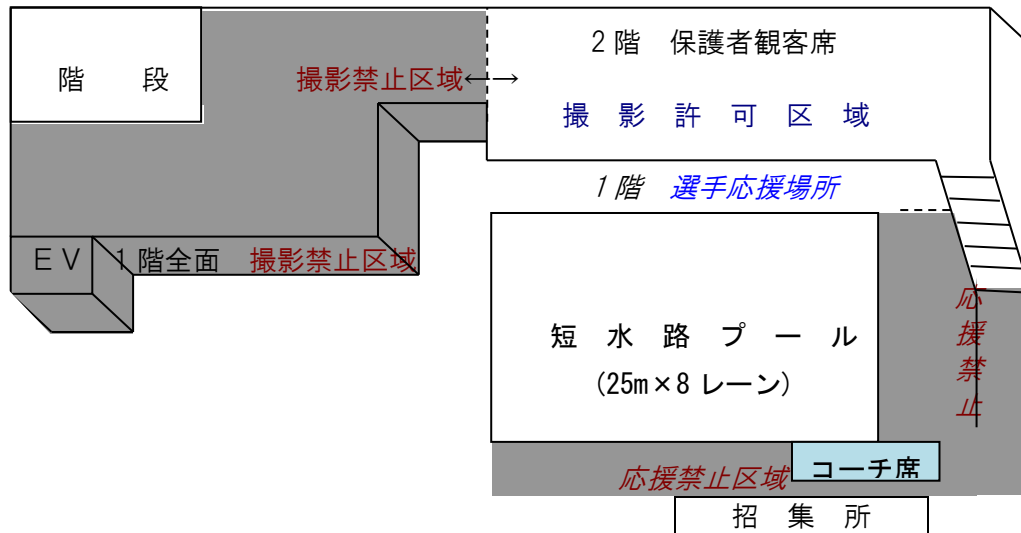 2階　保護者観客席
階　段
撮影禁止区域←→
撮　影　許　可　区　域
1階　選手応援場所
ＥＶ
1階全面　撮影禁止区域
応援禁止
短　水　路　プ　ー　ル
（25m×8レーン）
コーチ席
応援禁止区域
招　集　所